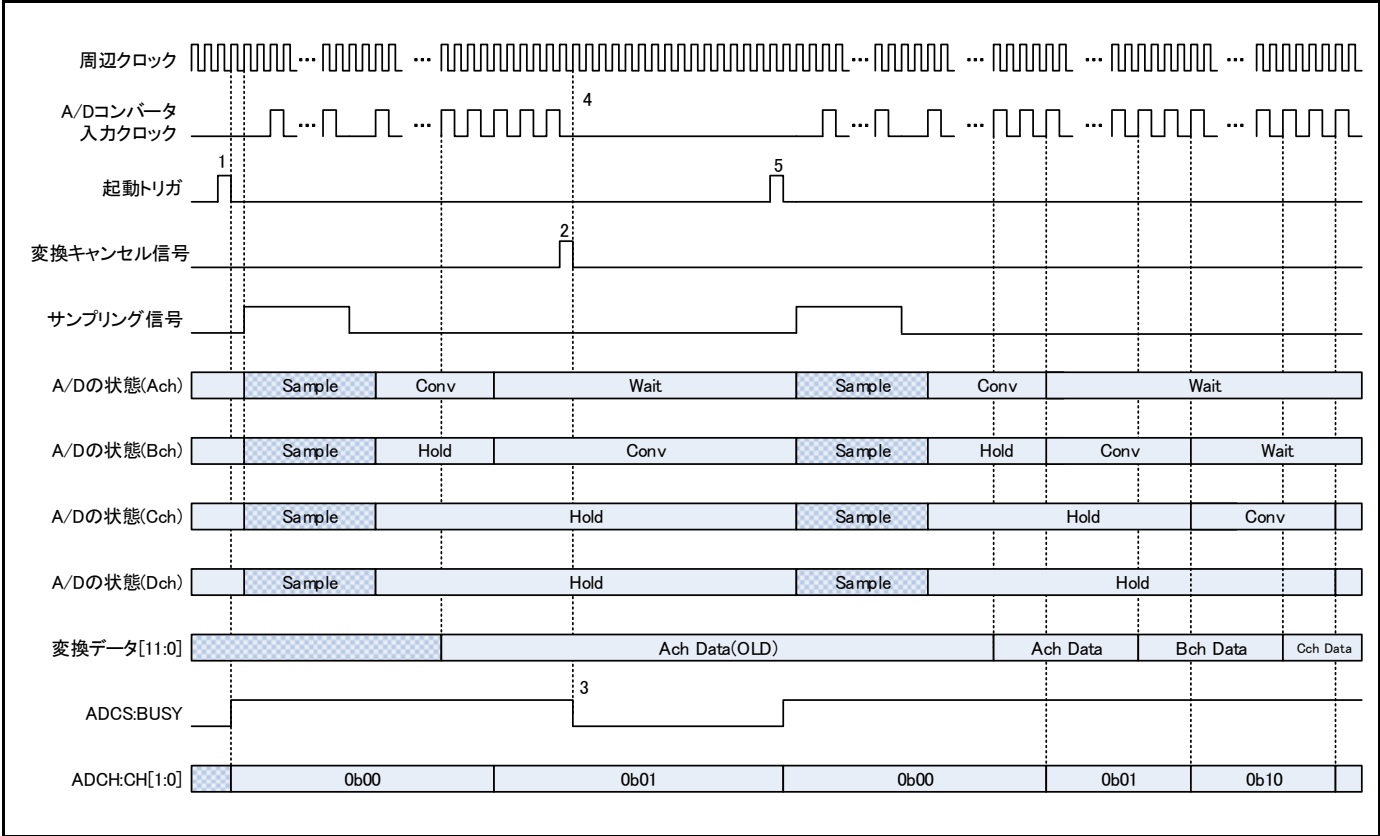 周辺クロック
… … … … … …
A/Dコンバータ
入力クロック
… … … … … …
4
起動トリガ
1
5
変換キャンセル信号
2
サンプリング信号
A/Dの状態(Ach)
Sample Conv Wait Sample Conv Wait
A/Dの状態(Bch)
Sample Hold Conv Sample Hold Conv Wait
A/Dの状態(Cch)
Sample Hold Sample Hold Conv
A/Dの状態(Dch)
Sample Hold Sample Hold
変換データ[11:0]
Ach Data(OLD) Ach Data Bch Data Cch Data
ADCS:BUSY
3
ADCH:CH[1:0]
0b00 0b01 0b00 0b01 0b10